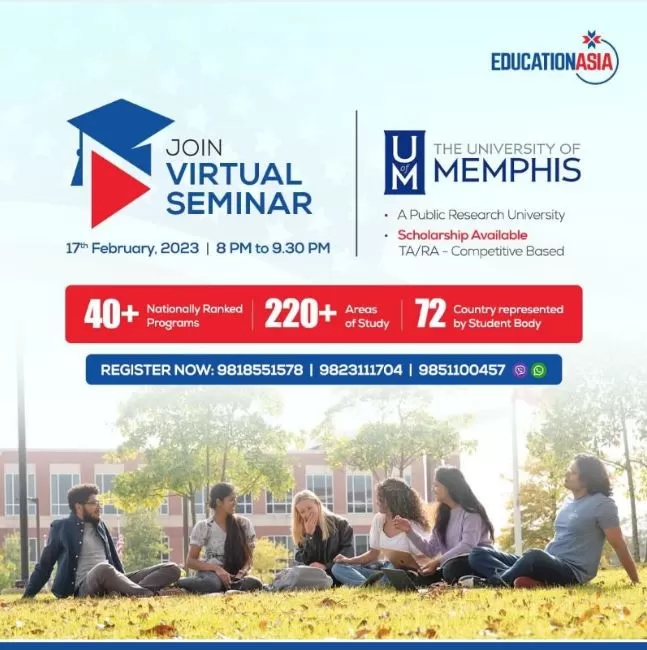 EDUCATIONASIA
JOIN
VIRTUAL
SEMINAR
17th February, 2023 | 8 PM to 9.30 PM
U
of
M
THE UNIVERSITY OF
MEMPHIS
• A Public Research University
• Scholarship Available
TA/RA - Competitive Based
40+ Nationally Ranked
Programs
220+ Areas
of Study
72 Country represented
by Student Body
REGISTER NOW: 9818551578 | 9823111704 | 9851100457